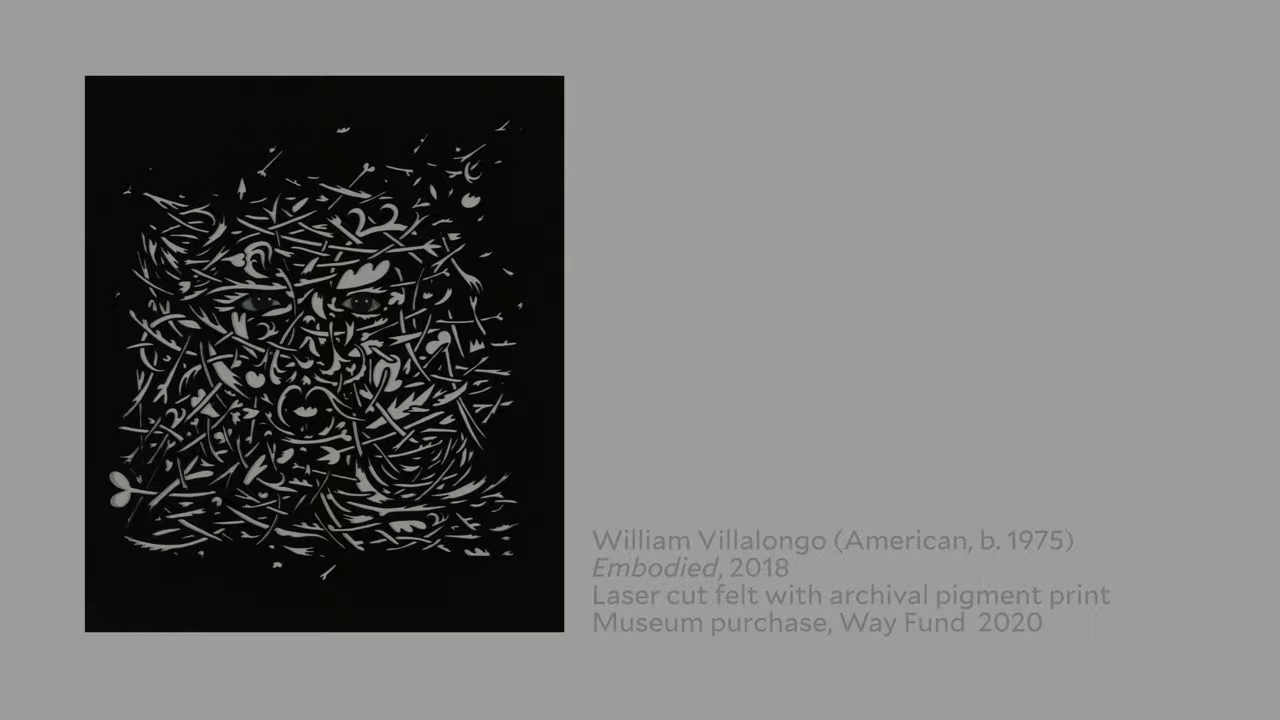 William Villalongo (American, b. 1975)
Embodied, 2018
Laser cut felt with archival pigment print
Museum purchase, Way Fund  2020